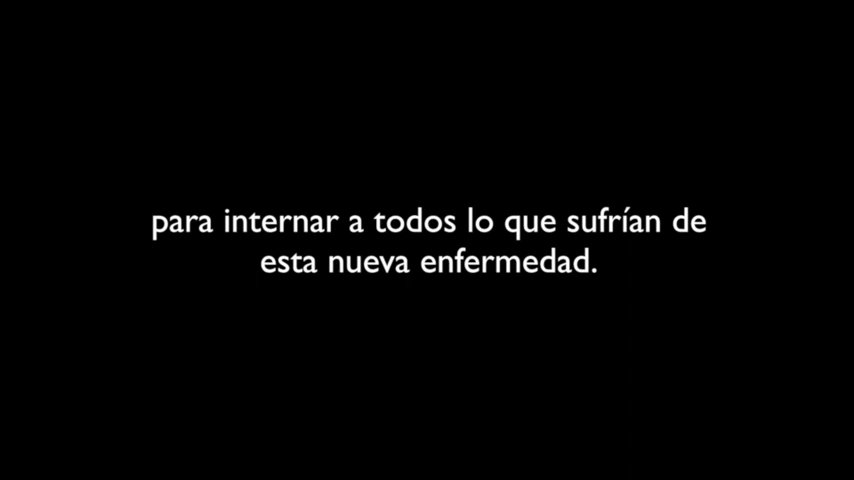 para internar a todos lo que sufrían de
esta nueva enfermedad.